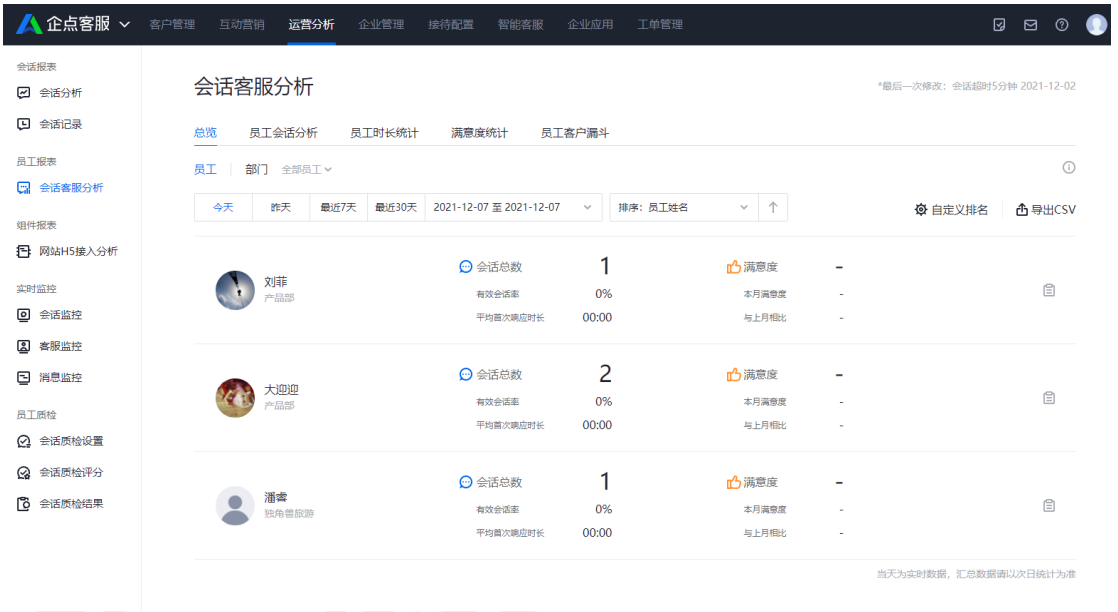 企点客服 客户管理 互动营销 运营分析 企业管理 接待配置 智能客服 企业应用 工单管理
会话报表
会话分析
会话记录
员工报表
会话客服分析
组件报表
网站H5接入分析
实时监控
会话监控
客服监控
消息监控
员工质检
会话质检设置
会话质检评分
会话质检结果
会话客服分析
*最后一次修改：会话超时5分钟 2021-12-02
总览 员工会话分析 员工时长统计 满意度统计 员工客户漏斗
员工 部门 全部员工
今天 昨天 最近7天 最近30天 2021-12-07 至 2021-12-07 排序：员工姓名 自定义排名 导出CSV
刘菲
产品部
会话总数 1 满意度 -
有效会话率 0% 本月满意度 -
平均首次响应时长 00:00 与上月相比 -
大迎迎
产品部
会话总数 2 满意度 -
有效会话率 0% 本月满意度 -
平均首次响应时长 00:00 与上月相比 -
潘睿
独角兽旅游
会话总数 1 满意度 -
有效会话率 0% 本月满意度 -
平均首次响应时长 00:00 与上月相比 -
当天为实时数据，汇总数据请以次日统计为准